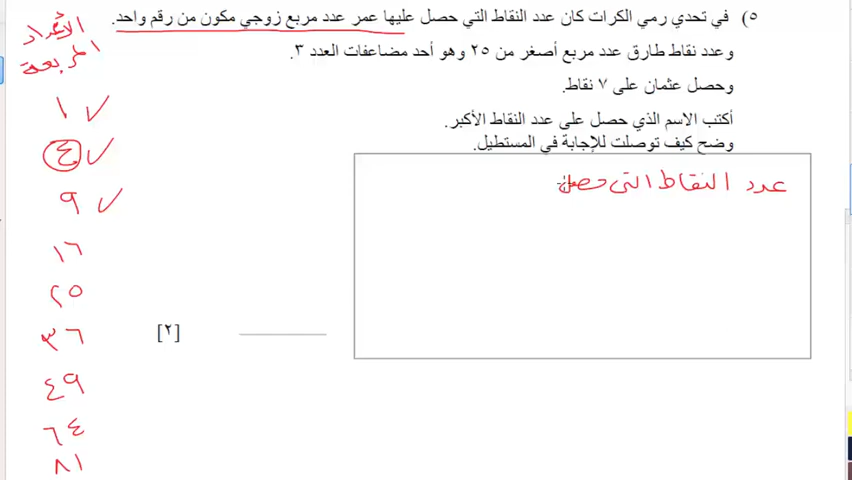 ٥) في تحدي رمي الكرات كان عدد النقاط التي حصل عليها عمر عدد مربع زوجي مكون من رقم واحد.
وعدد نقاط طارق عدد مربع أصغر من ٢٥ وهو أحد مضاعفات العدد ٣.
وحصل عثمان على ٧ نقاط.
أكتب الاسم الذي حصل على عدد النقاط الأكبر.
وضح كيف توصلت للإجابة في المستطيل.
عدد النقاط التى حصل
[٢]
الأعداد
المربعة
١
٤
٩
١٦
٢٥
٣٦
٤٩
٦٤
٨١